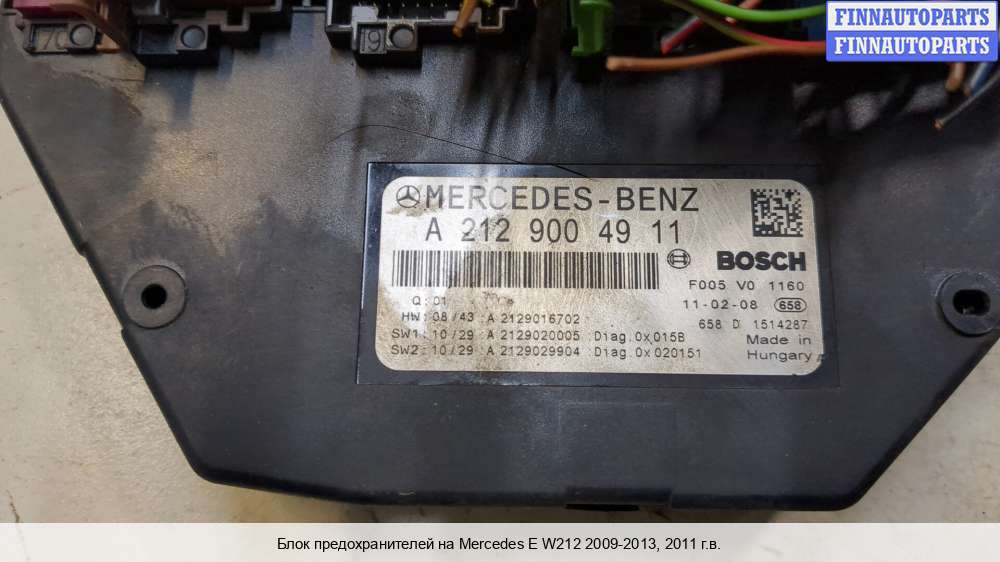 FINNAUTOPARTS
FINNAUTOPARTS
70
19
MERCEDES-BENZ
A 212 900 49 11
BOSCH
F005 V0 1160
Q: 01
11-02-08 658
HW: 08/43 A 2129016702
658 D 1514287
SW1: 10/29 A 2129020005 Diag.0x015B
Made in
SW2: 10/29 A 2129029904 Diag.0x020151
Hungary
Блок предохранителей на Mercedes E W212 2009-2013, 2011 г.в.